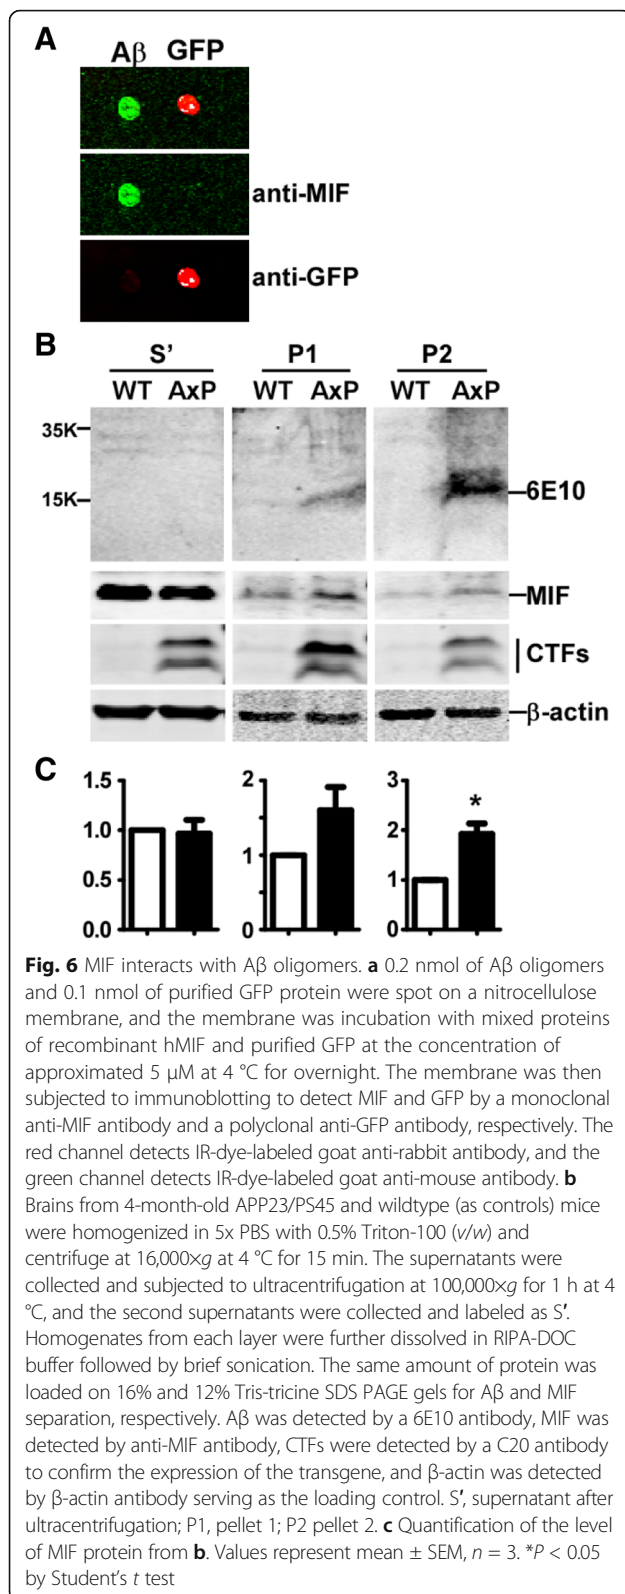 A
Aβ GFP
anti-MIF
anti-GFP
B
S’ P1 P2
WT AxP WT AxP WT AxP
35K
15K
6E10
MIF
CTFs
β-actin
C
1.5 2 3
*
1.0 2
1
0.5 1
0.0 0 0
Fig. 6 MIF interacts with Aβ oligomers. a 0.2 nmol of Aβ oligomers
and 0.1 nmol of purified GFP protein were spot on a nitrocellulose
membrane, and the membrane was incubation with mixed proteins
of recombinant hMIF and purified GFP at the concentration of
approximated 5 μM at 4 °C for overnight. The membrane was then
subjected to immunoblotting to detect MIF and GFP by a monoclonal
anti-MIF antibody and a polyclonal anti-GFP antibody, respectively. The
red channel detects IR-dye-labeled goat anti-rabbit antibody, and the
green channel detects IR-dye-labeled goat anti-mouse antibody. b
Brains from 4-month-old APP23/PS45 and wildtype (as controls) mice
were homogenized in 5x PBS with 0.5% Triton-100 (v/w) and
centrifuge at 16,000×g at 4 °C for 15 min. The supernatants were
collected and subjected to ultracentrifugation at 100,000×g for 1 h at 4
°C, and the second supernatants were collected and labeled as S′.
Homogenates from each layer were further dissolved in RIPA-DOC
buffer followed by brief sonication. The same amount of protein was
loaded on 16% and 12% Tris-tricine SDS PAGE gels for Aβ and MIF
separation, respectively. Aβ was detected by a 6E10 antibody, MIF was
detected by anti-MIF antibody, CTFs were detected by a C20 antibody
to confirm the expression of the transgene, and β-actin was detected
by β-actin antibody serving as the loading control. S′, supernatant after
ultracentrifugation; P1, pellet 1; P2 pellet 2. c Quantification of the level
of MIF protein from b. Values represent mean ± SEM, n = 3. *P < 0.05
by Student’s t test